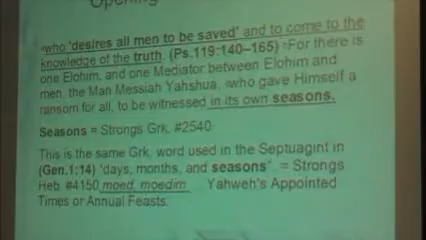 Opening
who 'desires all men to be saved' and to come to the
knowledge of the truth. (Ps.119:140–165) For there is
one Elohim, and one Mediator between Elohim and
men, the Man Messiah Yahshua, who gave Himself a
ransom for all, to be witnessed in its own seasons.
Seasons = Strongs Grk. #2540
This is the same Grk. word used in the Septuagint in
(Gen.1:14) "days, months, and seasons". = Strongs
Heb. #4150 moed, moedim Yahweh's Appointed
Times or Annual Feasts.